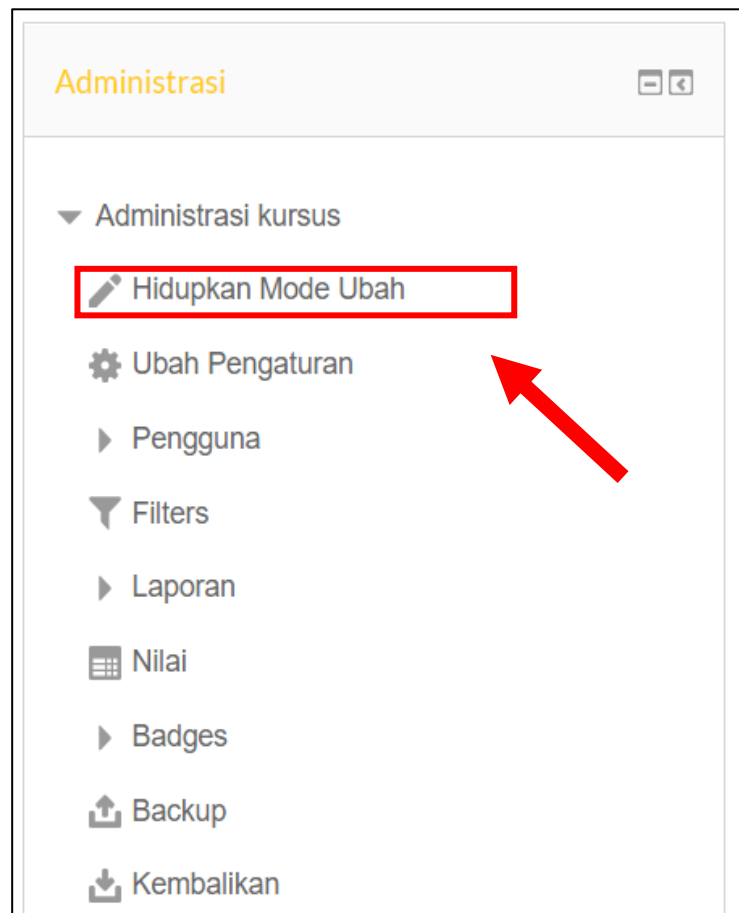 Administrasi
Administrasi kursus
Hidupkan Mode Ubah
Ubah Pengaturan
Pengguna
Filters
Laporan
Nilai
Badges
Backup
Kembalikan